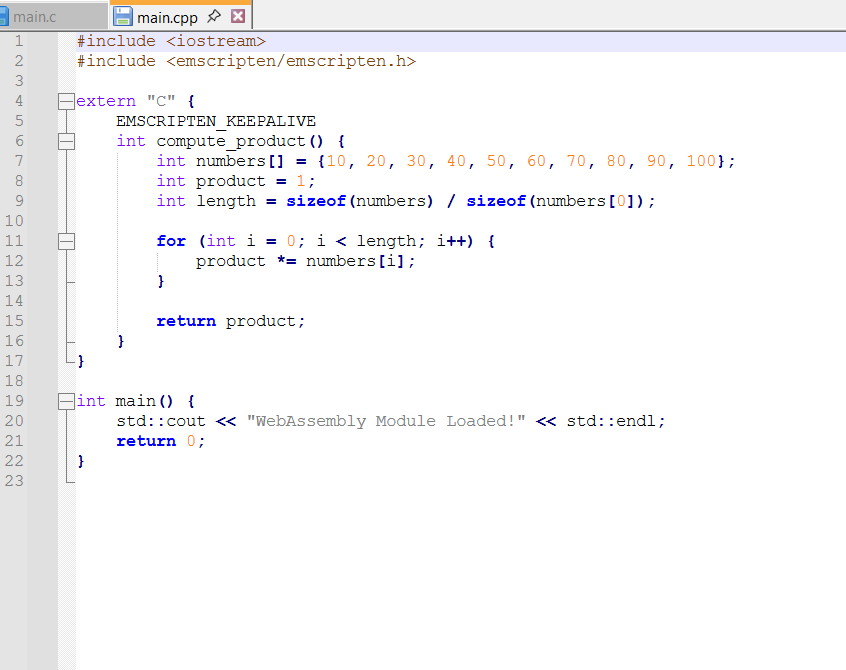 main.c main.cpp
1 #include <iostream>
2 #include <emscripten/emscripten.h>
3
4 extern "C" {
5     EMSCRIPTEN_KEEPALIVE
6     int compute_product() {
7         int numbers[] = {10, 20, 30, 40, 50, 60, 70, 80, 90, 100};
8         int product = 1;
9         int length = sizeof(numbers) / sizeof(numbers[0]);
10
11         for (int i = 0; i < length; i++) {
12             product *= numbers[i];
13         }
14
15         return product;
16     }
17 }
18
19 int main() {
20     std::cout << "WebAssembly Module Loaded!" << std::endl;
21     return 0;
22 }
23